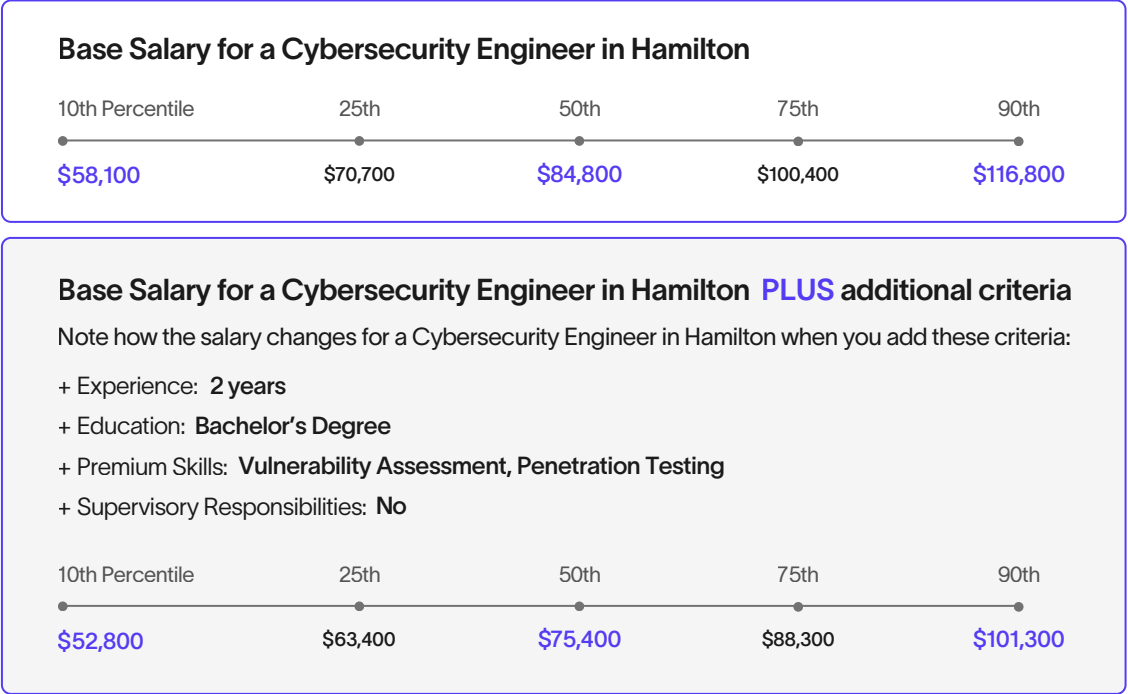 Base Salary for a Cybersecurity Engineer in Hamilton
10th Percentile 25th 50th 75th 90th
$58,100 $70,700 $84,800 $100,400 $116,800
Base Salary for a Cybersecurity Engineer in Hamilton PLUS additional criteria
Note how the salary changes for a Cybersecurity Engineer in Hamilton when you add these criteria:
+ Experience: 2 years
+ Education: Bachelor’s Degree
+ Premium Skills: Vulnerability Assessment, Penetration Testing
+ Supervisory Responsibilities: No
10th Percentile 25th 50th 75th 90th
$52,800 $63,400 $75,400 $88,300 $101,300